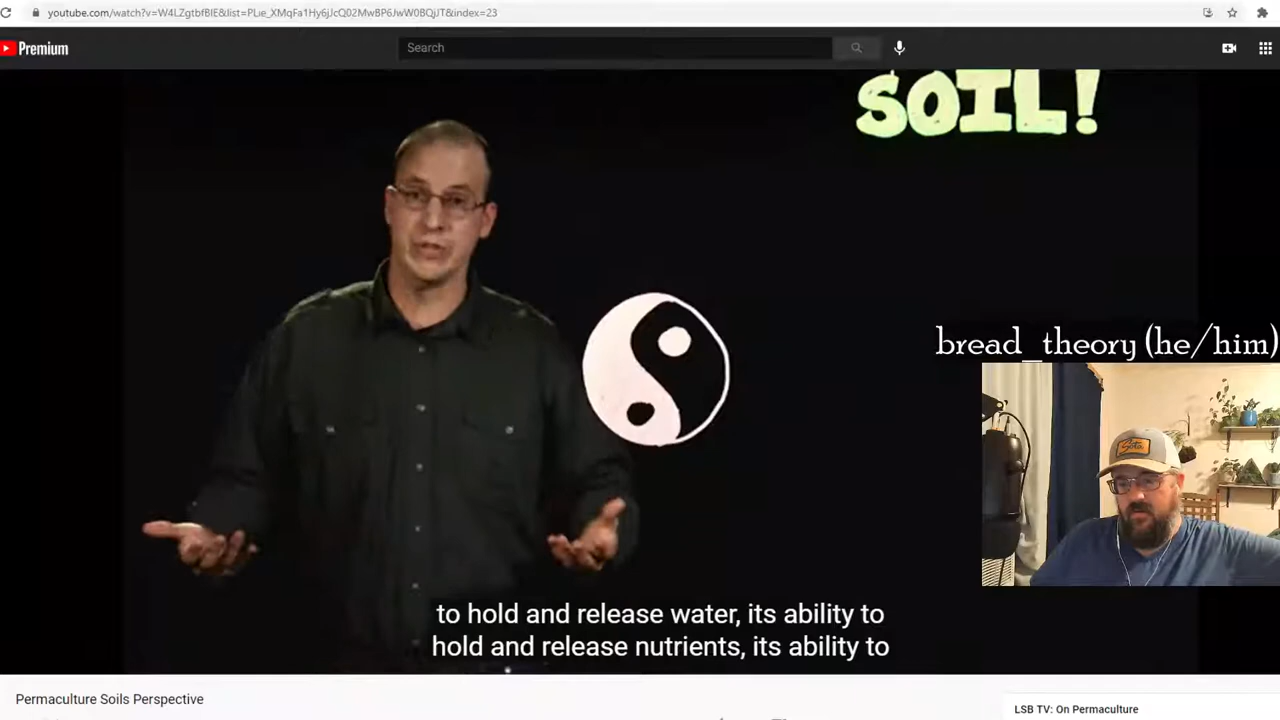 youtube.com/watch?v=W4LZgtbfBIE&list=PLie_XMqFa1Hy6jJcQ02MwBP6JwW0BQJJT&index=23
Premium
Search
SOIL!
bread_theory (he/him)
Sota
to hold and release water, its ability to
hold and release nutrients, its ability to
Permaculture Soils Perspective
LSB TV: On Permaculture